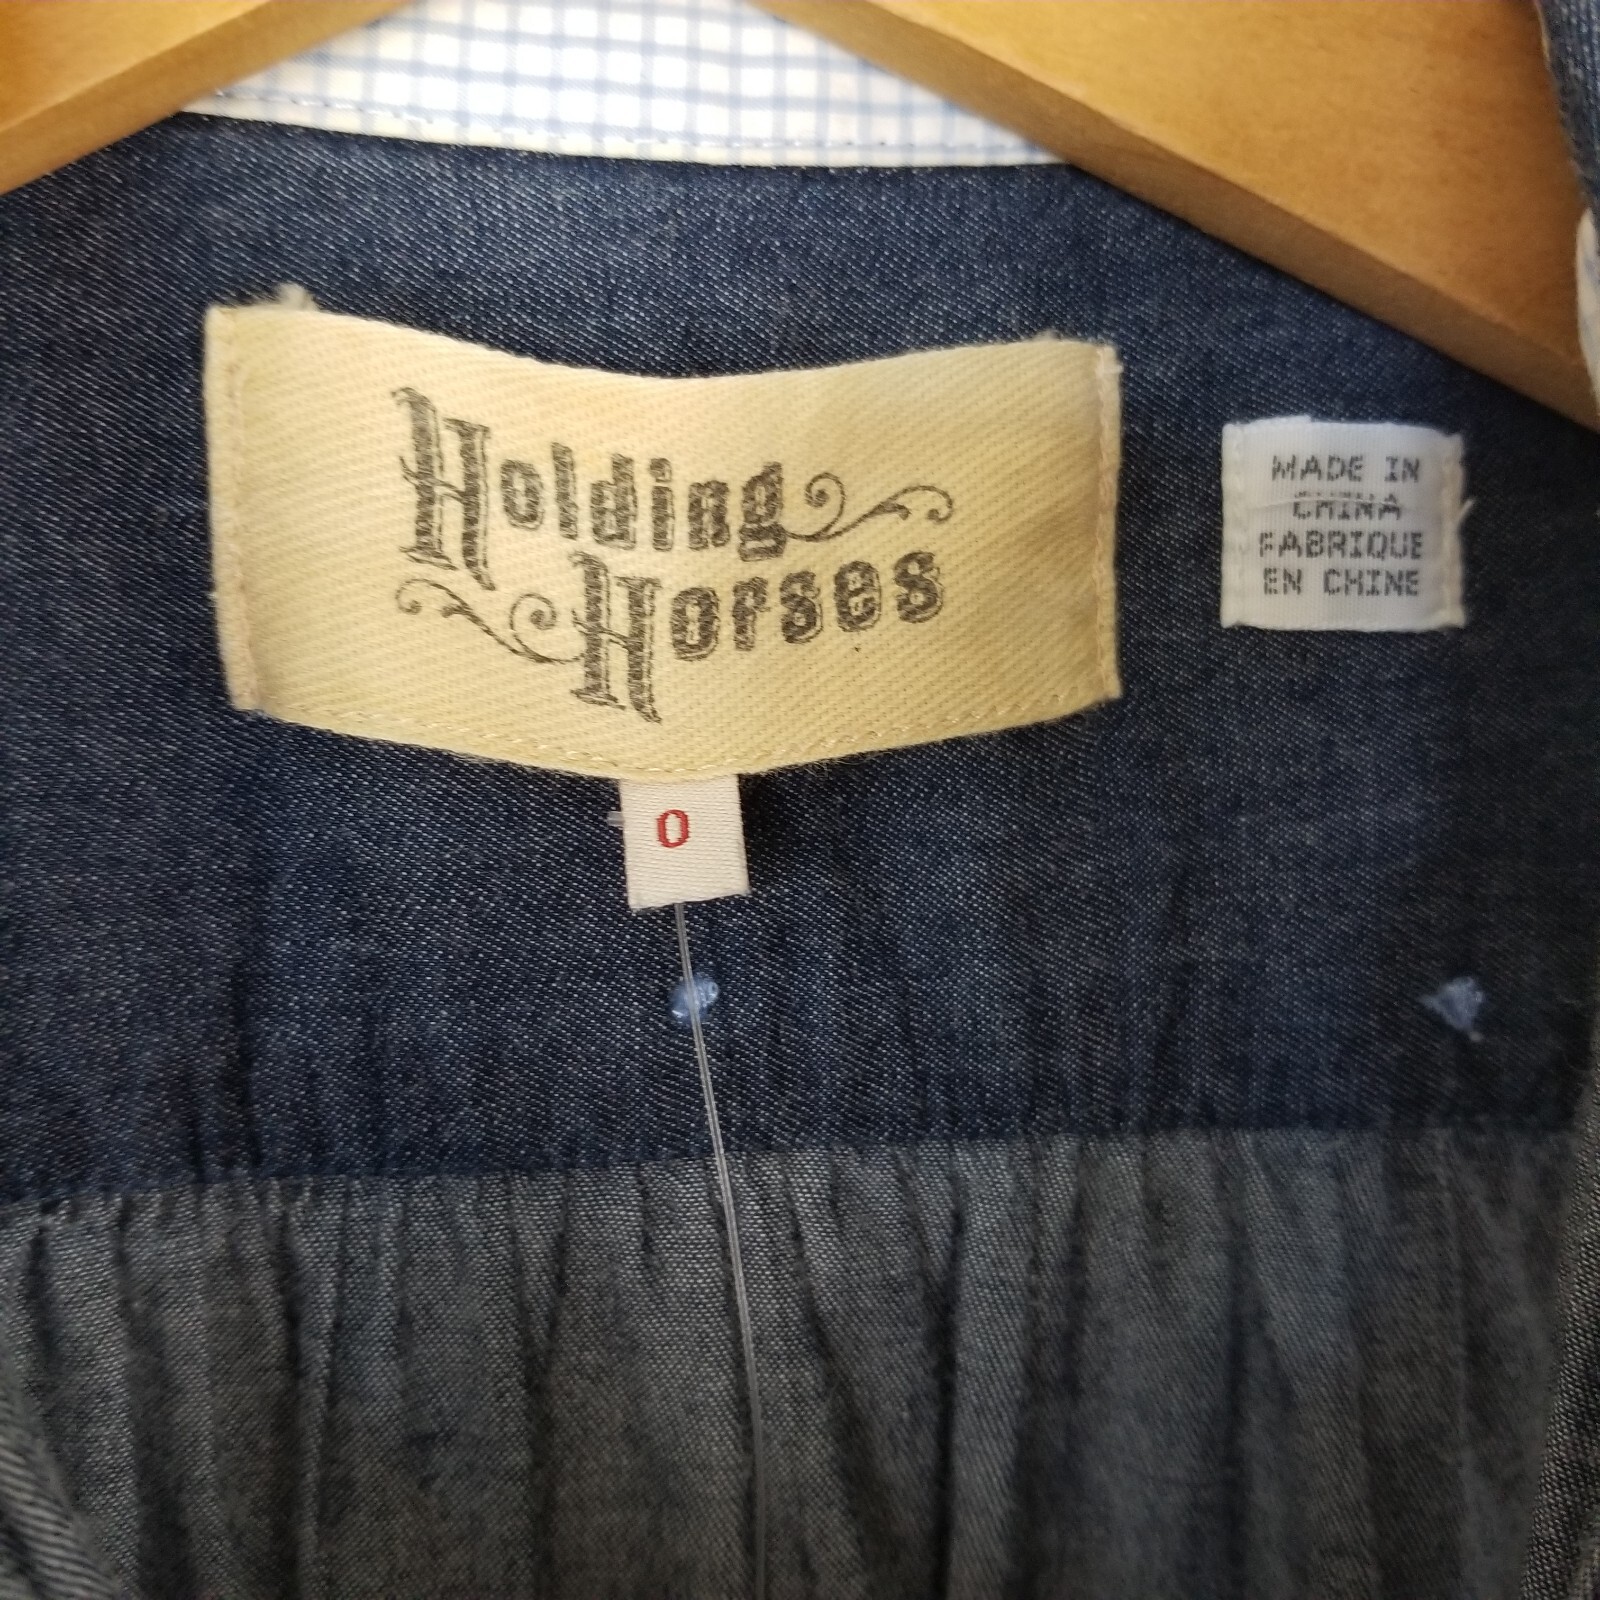 Holding
Horses
0
MADE IN
CHINA
FABRIQUE
EN CHINE